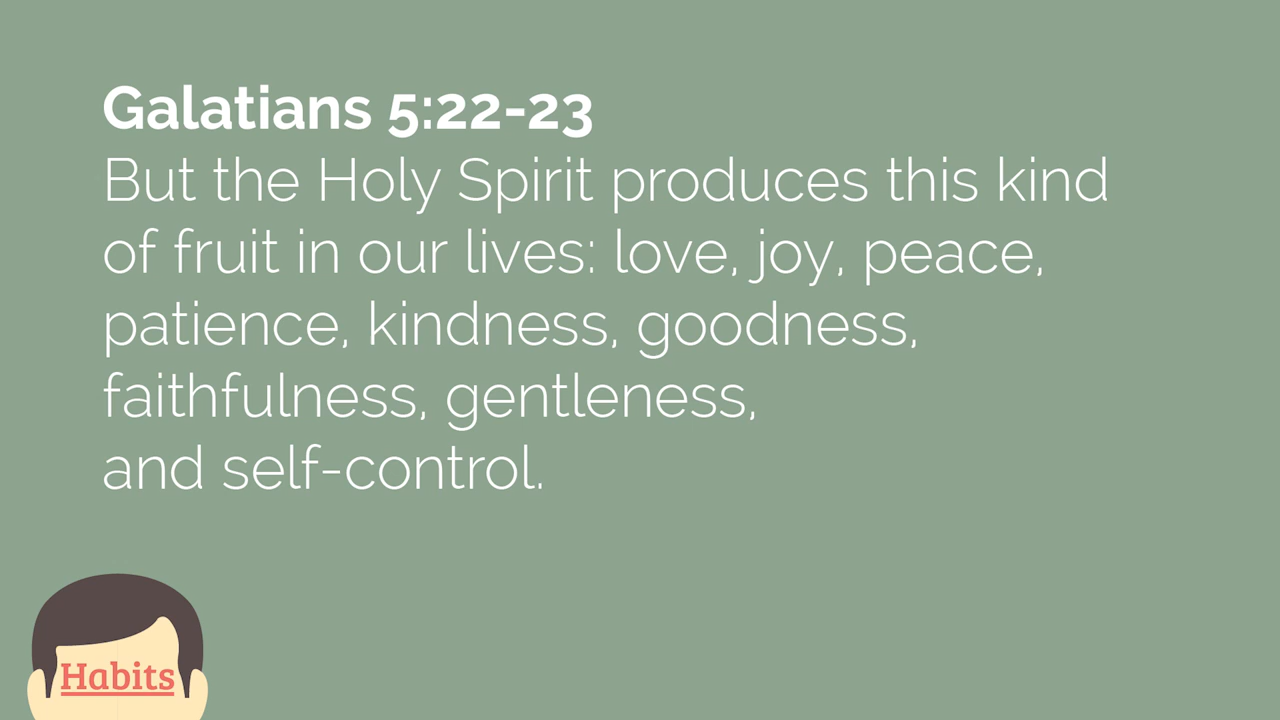 Galatians 5:22-23
But the Holy Spirit produces this kind
of fruit in our lives: love, joy, peace,
patience, kindness, goodness,
faithfulness, gentleness,
and self-control.
Habits